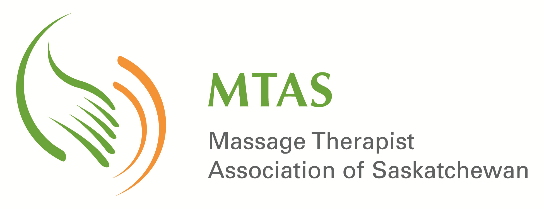 MTAS
Massage Therapist
Association of Saskatchewan